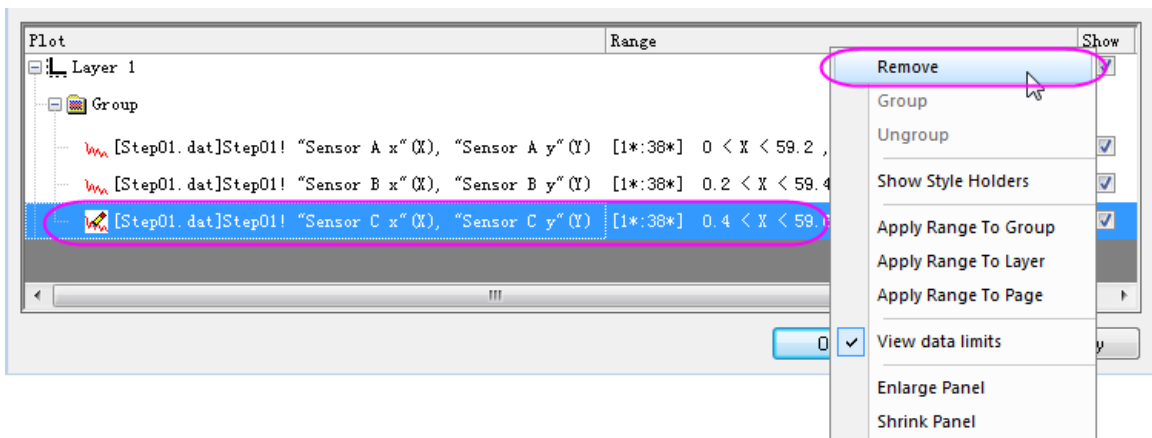 Plot Range Show
Layer 1
Remove
Group
Group
Ungroup
[Step01.dat]Step01! "Sensor A x"(X), "Sensor A y"(Y) [1*:38*] 0 < X < 59.2 ,
[Step01.dat]Step01! "Sensor B x"(X), "Sensor B y"(Y) [1*:38*] 0.2 < X < 59.4
Show Style Holders
[Step01.dat]Step01! "Sensor C x"(X), "Sensor C y"(Y) [1*:38*] 0.4 < X < 59.
Apply Range To Group
Apply Range To Layer
Apply Range To Page
View data limits
Enlarge Panel
Shrink Panel